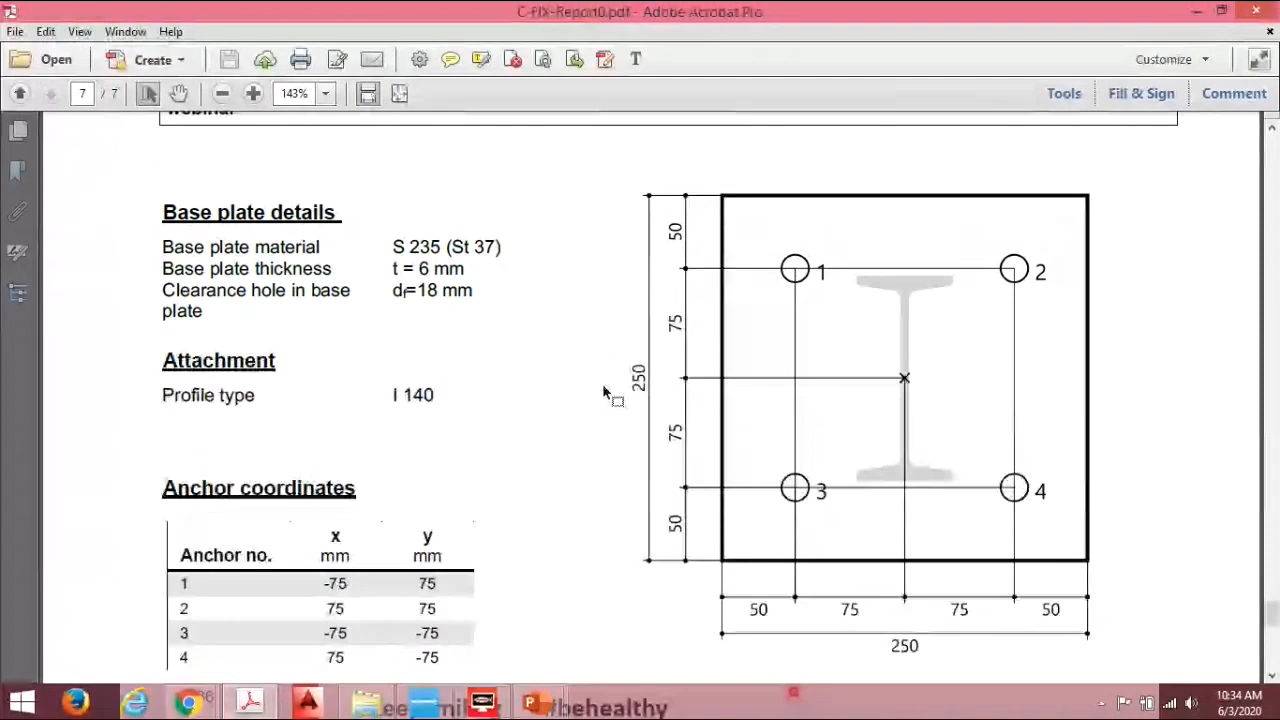 C-FIX-Report0.pdf - Adobe Acrobat Pro
File Edit View Window Help
Open Create Customize
7 / 7 143% Tools Fill & Sign Comment
webinar
Base plate details
Base plate material S 235 (St 37)
Base plate thickness t = 6 mm
Clearance hole in base plate df=18 mm
Attachment
Profile type I 140
Anchor coordinates
x y
Anchor no. mm mm
1 -75 75
2 75 75
3 -75 -75
4 75 -75
50
75
250
75
50
1 2
3 4
50 75 75 50
250
behealthy
10:34 AM
6/3/2020